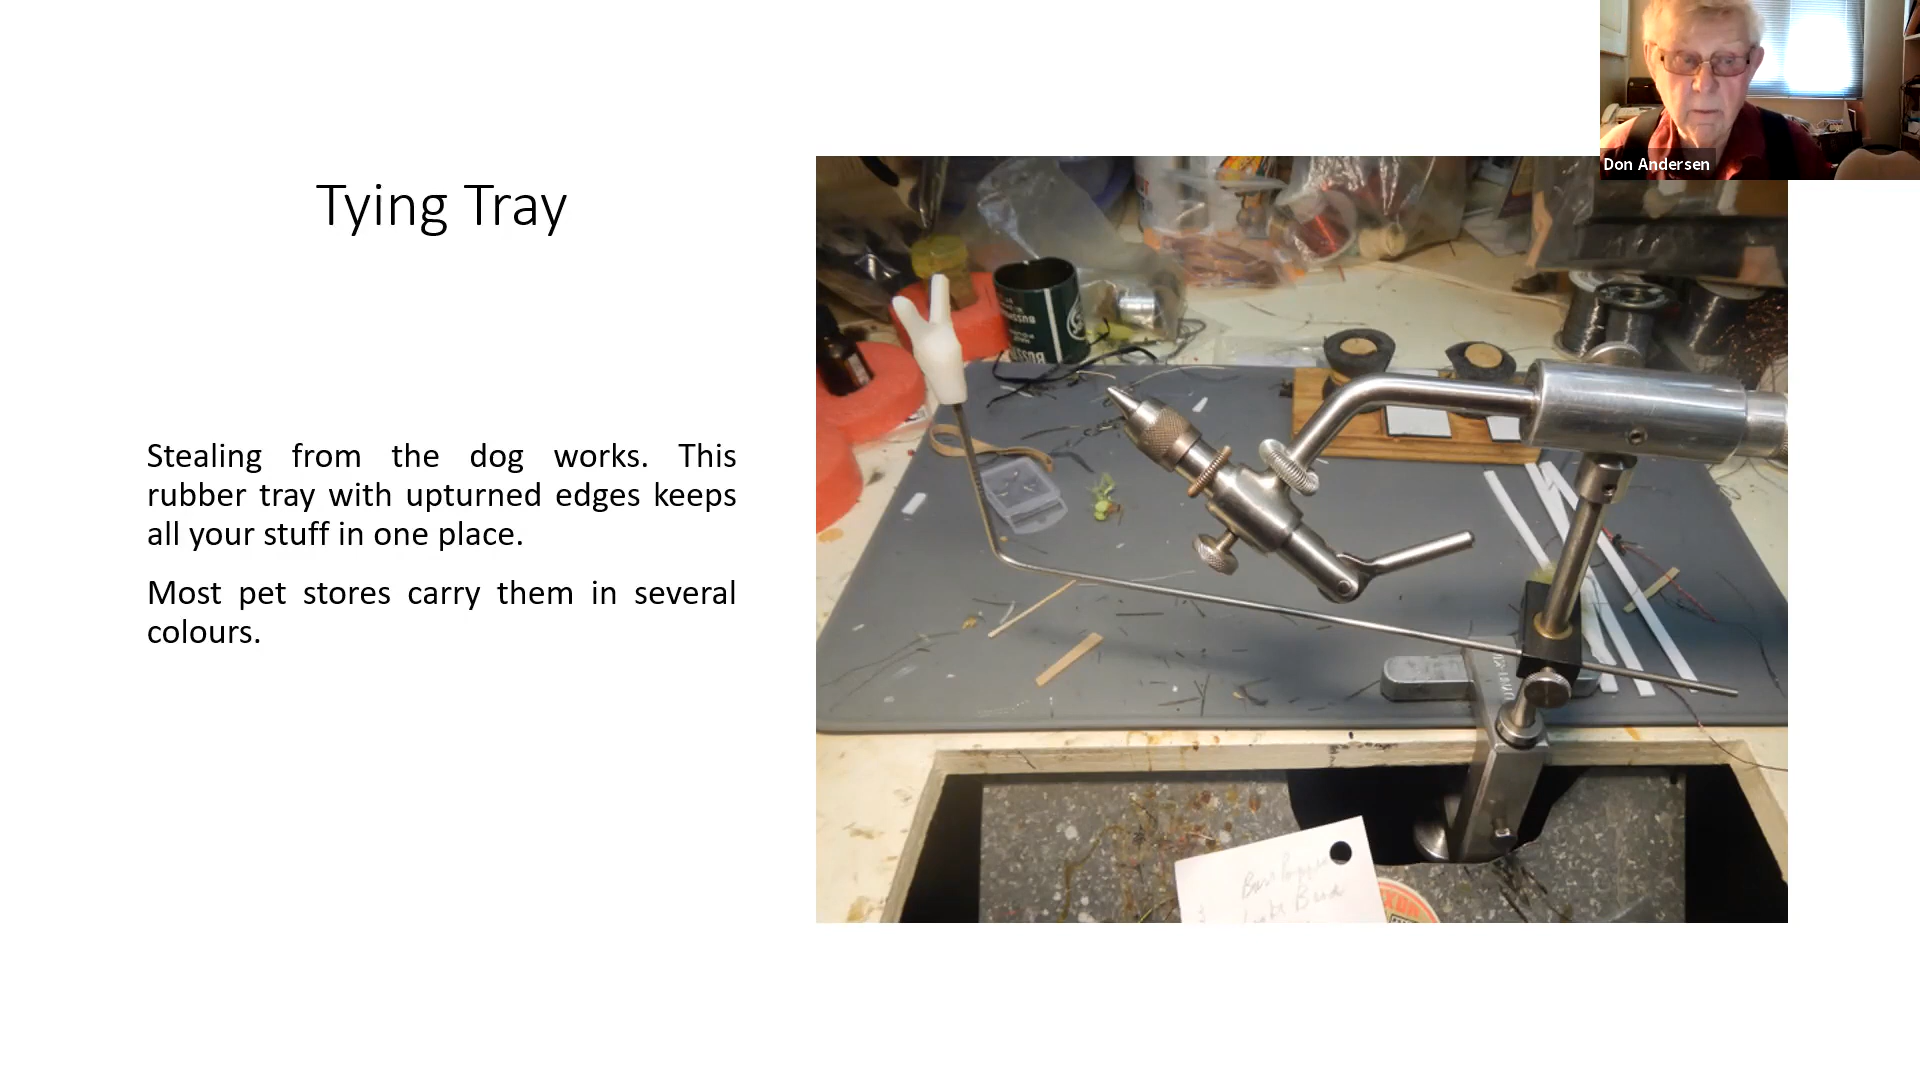 Don Andersen
Tying Tray
Stealing from the dog works. This
rubber tray with upturned edges keeps
all your stuff in one place.
Most pet stores carry them in several
colours.